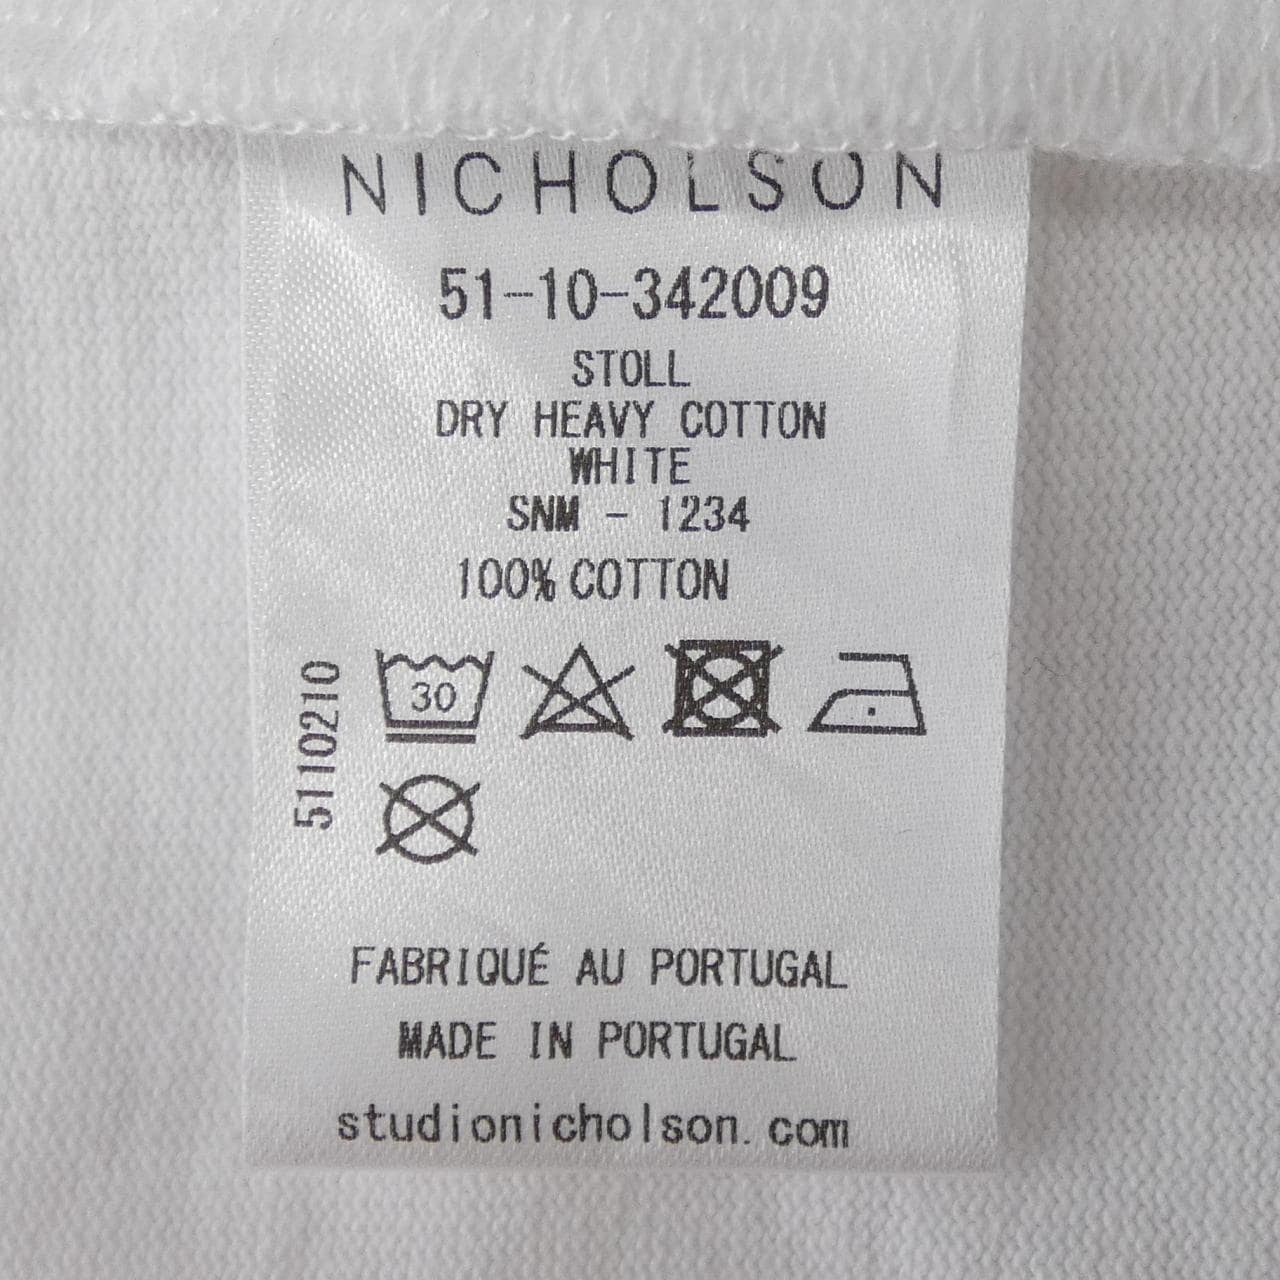 NICHOLSON
51-10-342009
STOLL
DRY HEAVY COTTON
WHITE
SNM - 1234
100% COTTON
30
5110210
FABRIQUÉ AU PORTUGAL
MADE IN PORTUGAL
studionicholson.com